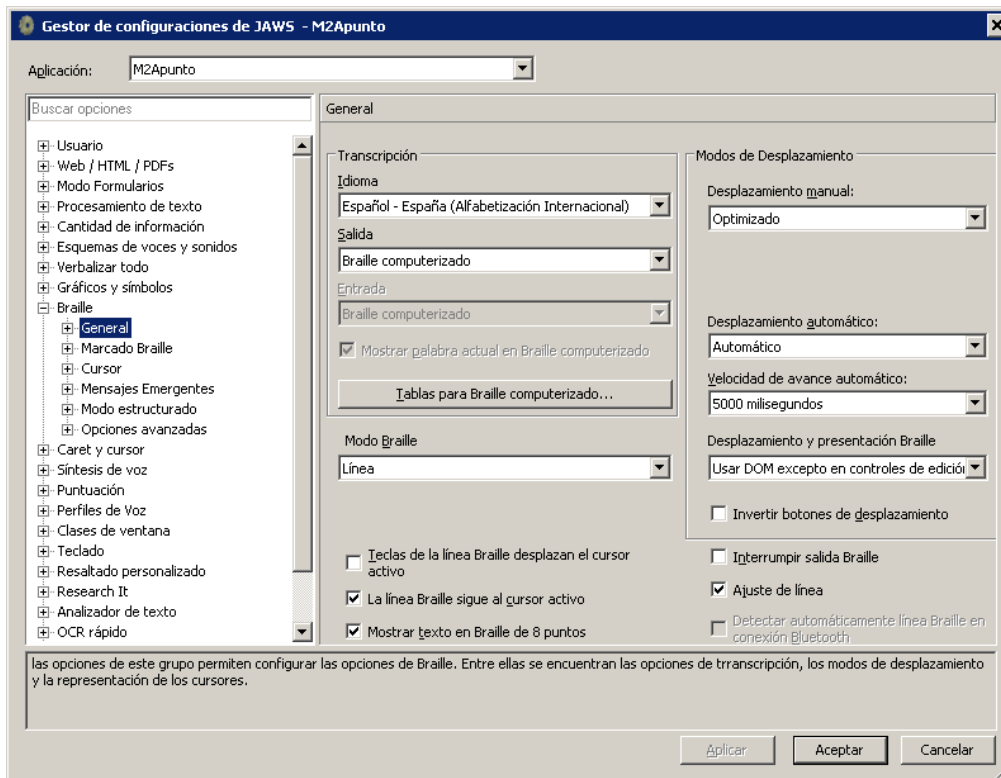 Gestor de configuraciones de JAWS - M2Apunto
Aplicación:
M2Apunto
Buscar opciones
Usuario
Web / HTML / PDFs
Modo Formularios
Procesamiento de texto
Cantidad de información
Esquemas de voces y sonidos
Verbalizar todo
Gráficos y símbolos
Braille
General
Marcado Braille
Cursor
Mensajes Emergentes
Modo estructurado
Opciones avanzadas
Caret y cursor
Síntesis de voz
Puntuación
Perfiles de Voz
Clases de ventana
Teclado
Resaltado personalizado
Research It
Analizador de texto
OCR rápido
General
Transcripción
Idioma
Español - España (Alfabetización Internacional)
Salida
Braille computerizado
Entrada
Braille computerizado
Mostrar palabra actual en Braille computerizado
Tablas para Braille computerizado...
Modo Braille
Línea
Teclas de la línea Braille desplazan el cursor
activo
La línea Braille sigue al cursor activo
Mostrar texto en Braille de 8 puntos
Modos de Desplazamiento
Desplazamiento manual:
Optimizado
Desplazamiento automático:
Automático
Velocidad de avance automático:
5000 milisegundos
Desplazamiento y presentación Braille
Usar DOM excepto en controles de edición
Invertir botones de desplazamiento
Interrumpir salida Braille
Ajuste de línea
Detectar automáticamente línea Braille en
conexión Bluetooth
las opciones de este grupo permiten configurar las opciones de Braille. Entre ellas se encuentran las opciones de trranscripción, los modos de desplazamiento
y la representación de los cursores.
Aplicar
Aceptar
Cancelar